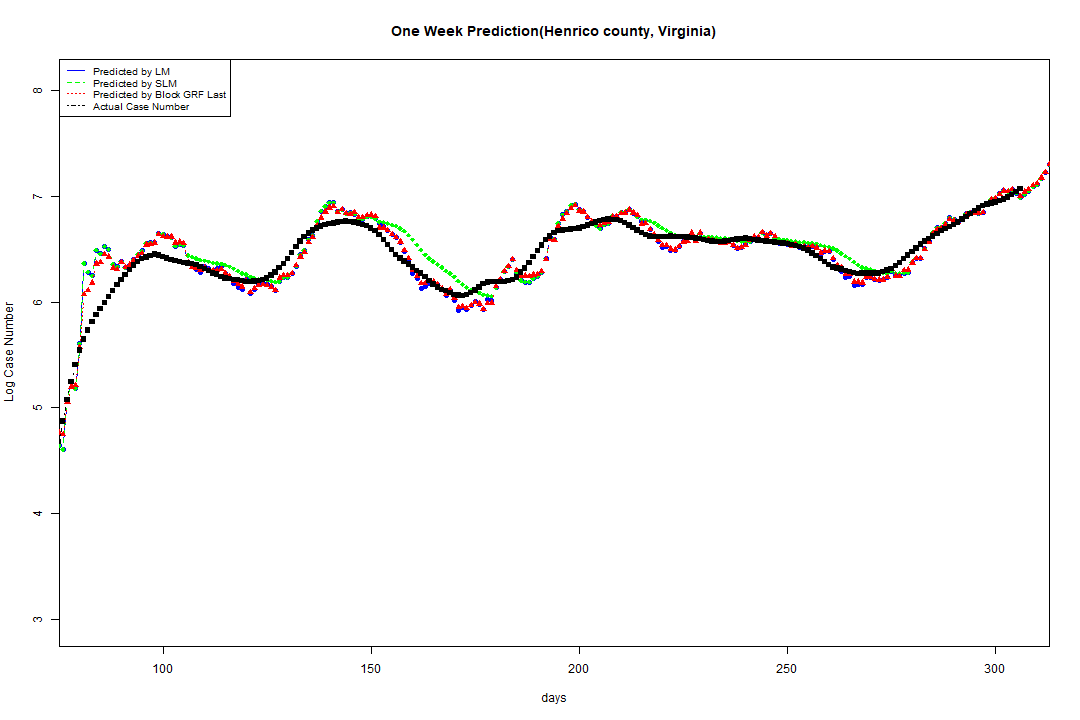 One Week Prediction(Henrico county, Virginia)
Predicted by LM
Predicted by SLM
Predicted by Block GRF Last
Actual Case Number
8
7
6
5
4
3
Log Case Number
100 150 200 250 300
days